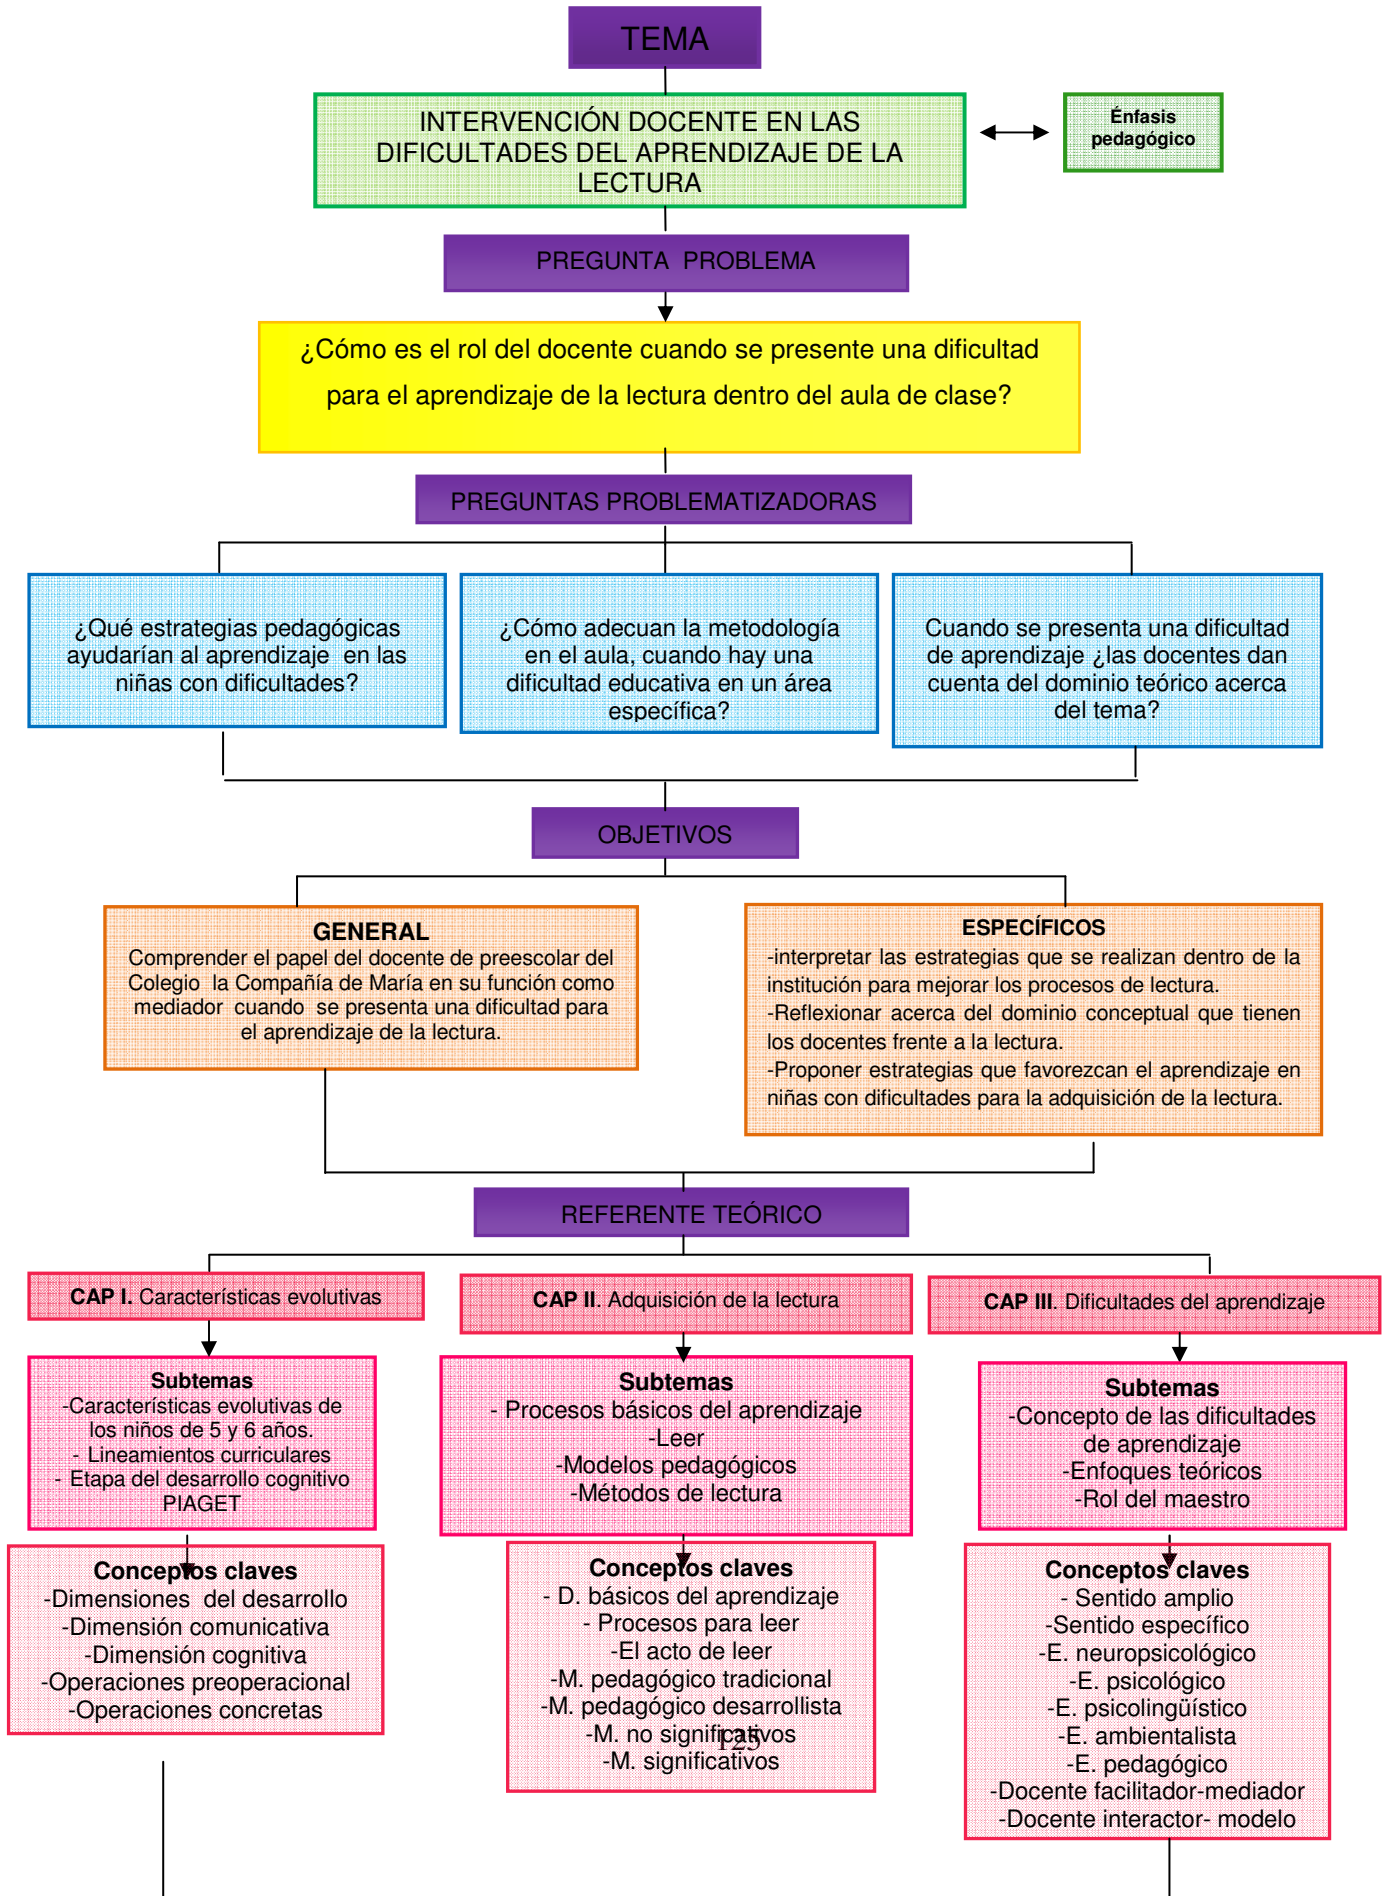 TEMA
INTERVENCIÓN DOCENTE EN LAS
DIFICULTADES DEL APRENDIZAJE DE LA
LECTURA
Énfasis
pedagógico
PREGUNTA PROBLEMA
¿Cómo es el rol del docente cuando se presente una dificultad
para el aprendizaje de la lectura dentro del aula de clase?
PREGUNTAS PROBLEMATIZADORAS
¿Qué estrategias pedagógicas
ayudarían al aprendizaje en las
niñas con dificultades?
¿Cómo adecuan la metodología
en el aula, cuando hay una
dificultad educativa en un área
específica?
Cuando se presenta una dificultad
de aprendizaje ¿las docentes dan
cuenta del dominio teórico acerca
del tema?
OBJETIVOS
GENERAL
Comprender el papel del docente de preescolar del
Colegio la Compañía de María en su función como
mediador cuando se presenta una dificultad para
el aprendizaje de la lectura.
ESPECÍFICOS
-interpretar las estrategias que se realizan dentro de la
institución para mejorar los procesos de lectura.
-Reflexionar acerca del dominio conceptual que tienen
los docentes frente a la lectura.
-Proponer estrategias que favorezcan el aprendizaje en
niñas con dificultades para la adquisición de la lectura.
REFERENTE TEÓRICO
CAP I. Características evolutivas
Subtemas
-Características evolutivas de
los niños de 5 y 6 años.
- Lineamientos curriculares
- Etapa del desarrollo cognitivo
PIAGET
Conceptos claves
-Dimensiones del desarrollo
-Dimensión comunicativa
-Dimensión cognitiva
-Operaciones preoperacional
-Operaciones concretas
CAP II. Adquisición de la lectura
Subtemas
- Procesos básicos del aprendizaje
-Leer
-Modelos pedagógicos
-Métodos de lectura
Conceptos claves
- D. básicos del aprendizaje
- Procesos para leer
-El acto de leer
-M. pedagógico tradicional
-M. pedagógico desarrollista
-M. no significativos
-M. significativos
CAP III. Dificultades del aprendizaje
Subtemas
-Concepto de las dificultades
de aprendizaje
-Enfoques teóricos
-Rol del maestro
Conceptos claves
- Sentido amplio
-Sentido específico
-E. neuropsicológico
-E. psicológico
-E. psicolingüístico
-E. ambientalista
-E. pedagógico
-Docente facilitador-mediador
-Docente interactor- modelo
125